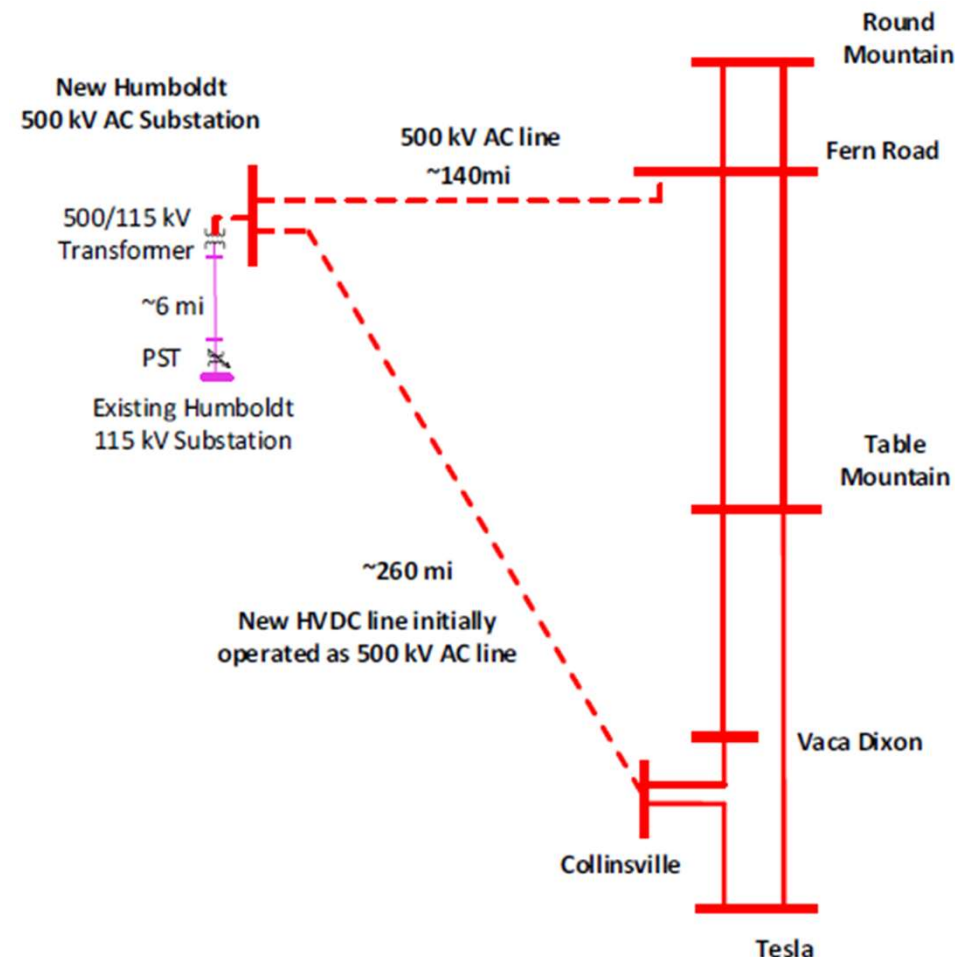 Round
Mountain
New Humboldt
500 kV AC Substation
500 kV AC line
~140mi
Fern Road
500/115 kV
Transformer
~6 mi
PST
Existing Humboldt
115 kV Substation
Table
Mountain
~260 mi
New HVDC line initially
operated as 500 kV AC line
Vaca Dixon
Collinsville
Tesla